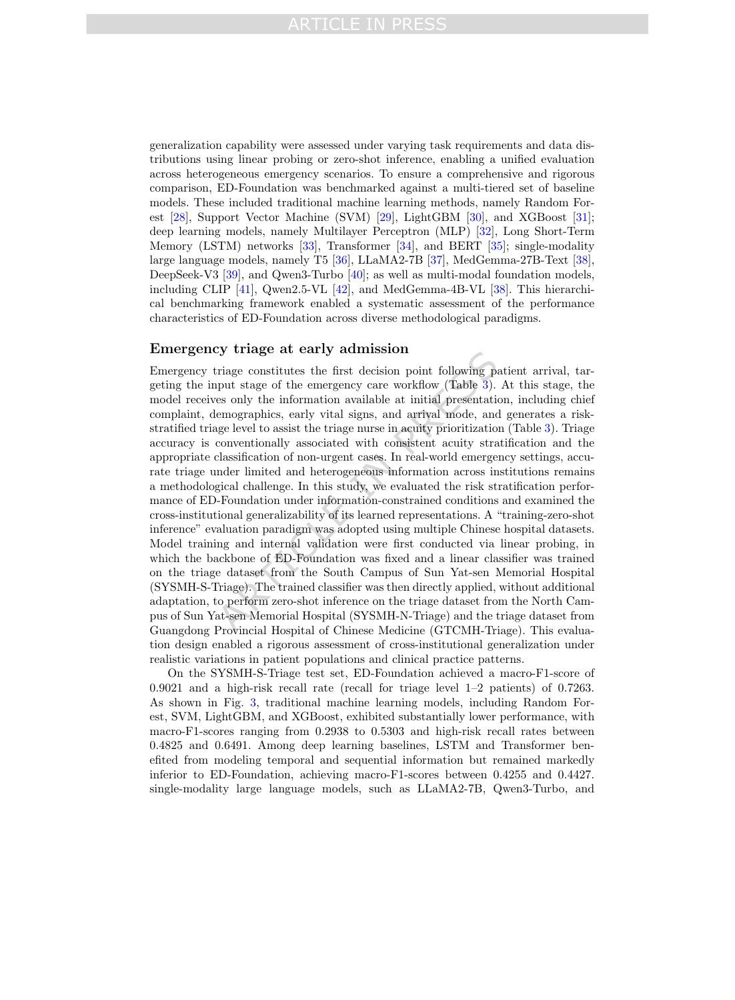 ARTICLE IN PRESS
generalization capability were assessed under varying task requirements and data dis-
tributions using linear probing or zero-shot inference, enabling a unified evaluation
across heterogeneous emergency scenarios. To ensure a comprehensive and rigorous
comparison, ED-Foundation was benchmarked against a multi-tiered set of baseline
models. These included traditional machine learning methods, namely Random For-
est [28], Support Vector Machine (SVM) [29], LightGBM [30], and XGBoost [31];
deep learning models, namely Multilayer Perceptron (MLP) [32], Long Short-Term
Memory (LSTM) networks [33], Transformer [34], and BERT [35]; single-modality
large language models, namely T5 [36], LLaMA2-7B [37], MedGemma-27B-Text [38],
DeepSeek-V3 [39], and Qwen3-Turbo [40]; as well as multi-modal foundation models,
including CLIP [41], Qwen2.5-VL [42], and MedGemma-4B-VL [38]. This hierarchi-
cal benchmarking framework enabled a systematic assessment of the performance
characteristics of ED-Foundation across diverse methodological paradigms.
Emergency triage at early admission
Emergency triage constitutes the first decision point following patient arrival, tar-
geting the input stage of the emergency care workflow (Table 3). At this stage, the
model receives only the information available at initial presentation, including chief
complaint, demographics, early vital signs, and arrival mode, and generates a risk-
stratified triage level to assist the triage nurse in acuity prioritization (Table 3). Triage
accuracy is conventionally associated with consistent acuity stratification and the
appropriate classification of non-urgent cases. In real-world emergency settings, accu-
rate triage under limited and heterogeneous information across institutions remains
a methodological challenge. In this study, we evaluated the risk stratification perfor-
mance of ED-Foundation under information-constrained conditions and examined the
cross-institutional generalizability of its learned representations. A “training-zero-shot
inference” evaluation paradigm was adopted using multiple Chinese hospital datasets.
Model training and internal validation were first conducted via linear probing, in
which the backbone of ED-Foundation was fixed and a linear classifier was trained
on the triage dataset from the South Campus of Sun Yat-sen Memorial Hospital
(SYSMH-S-Triage). The trained classifier was then directly applied, without additional
adaptation, to perform zero-shot inference on the triage dataset from the North Cam-
pus of Sun Yat-sen Memorial Hospital (SYSMH-N-Triage) and the triage dataset from
Guangdong Provincial Hospital of Chinese Medicine (GTCMH-Triage). This evalua-
tion design enabled a rigorous assessment of cross-institutional generalization under
realistic variations in patient populations and clinical practice patterns.
On the SYSMH-S-Triage test set, ED-Foundation achieved a macro-F1-score of
0.9021 and a high-risk recall rate (recall for triage level 1–2 patients) of 0.7263.
As shown in Fig. 3, traditional machine learning models, including Random For-
est, SVM, LightGBM, and XGBoost, exhibited substantially lower performance, with
macro-F1-scores ranging from 0.2938 to 0.5303 and high-risk recall rates between
0.4825 and 0.6491. Among deep learning baselines, LSTM and Transformer ben-
efited from modeling temporal and sequential information but remained markedly
inferior to ED-Foundation, achieving macro-F1-scores between 0.4255 and 0.4427.
single-modality large language models, such as LLaMA2-7B, Qwen3-Turbo, and
ARTICLE IN PRESS